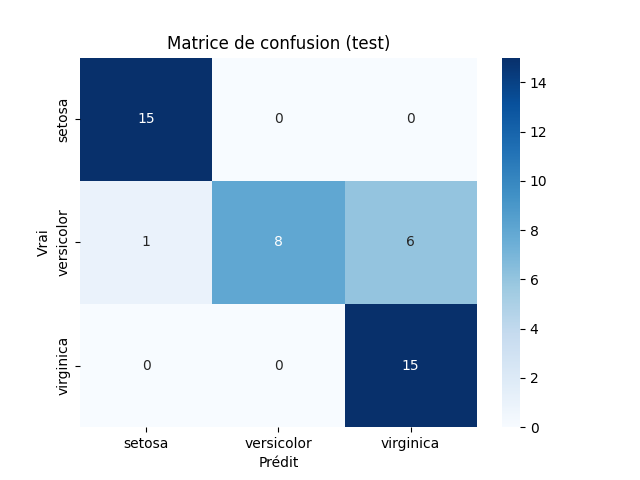 Matrice de confusion (test)
Vrai
setosa
15 0 0
versicolor
1 8 6
virginica
0 0 15
setosa versicolor virginica
Prédit
14
12
10
8
6
4
2
0